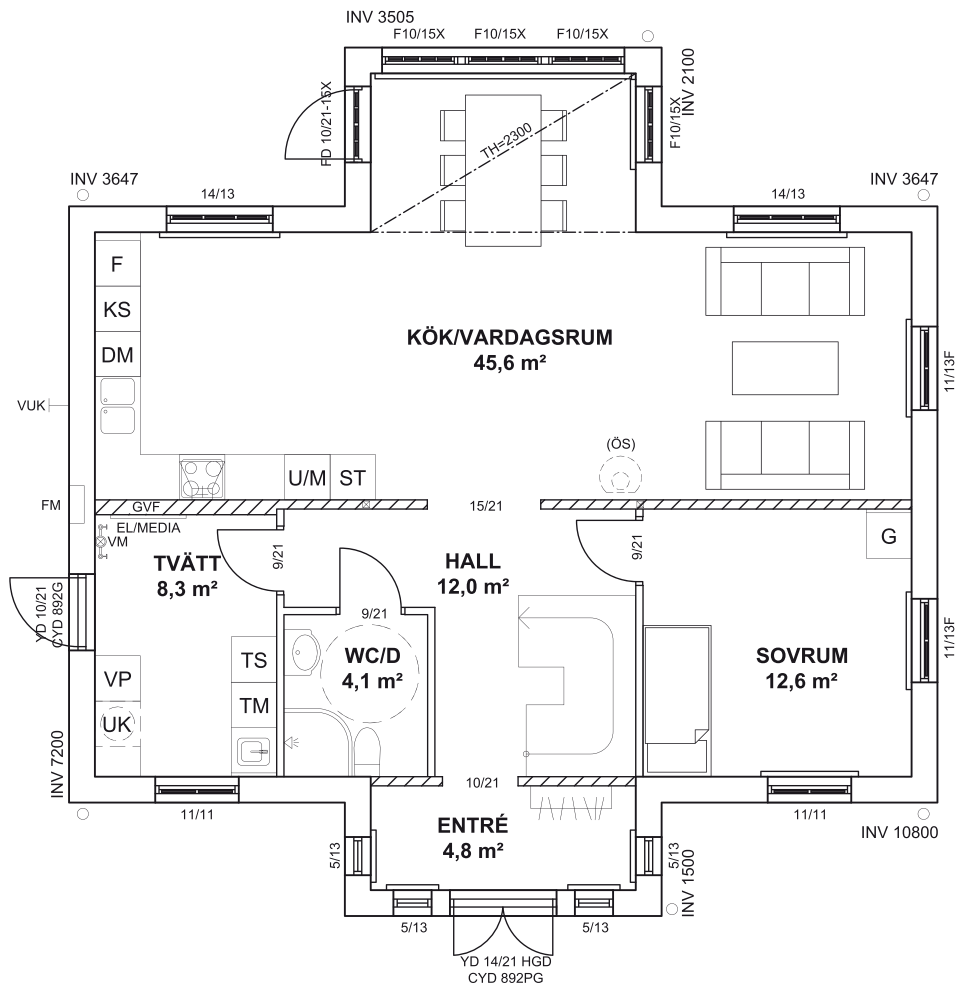 INV 3505
F10/15X F10/15X F10/15X
INV 2100
FD 10/21-15X
F10/15X
TH=2300
INV 3647
14/13
14/13
INV 3647
F
KS
DM
KÖK/VARDAGSRUM
45,6 m²
11/13F
VUK
(ÖS)
U/M ST
FM
GVF
15/21
EL/MEDIA
VM
TVÄTT
8,3 m²
9/21
HALL
12,0 m²
9/21
G
YD 10/21
CYD 892G
9/21
11/13F
TS
WC/D
4,1 m²
SOVRUM
12,6 m²
VP
TM
UK
INV 7200
10/21
11/11
11/11
ENTRÉ
4,8 m²
INV 10800
5/13
5/13
INV 1500
5/13
5/13
YD 14/21 HGD
CYD 892PG